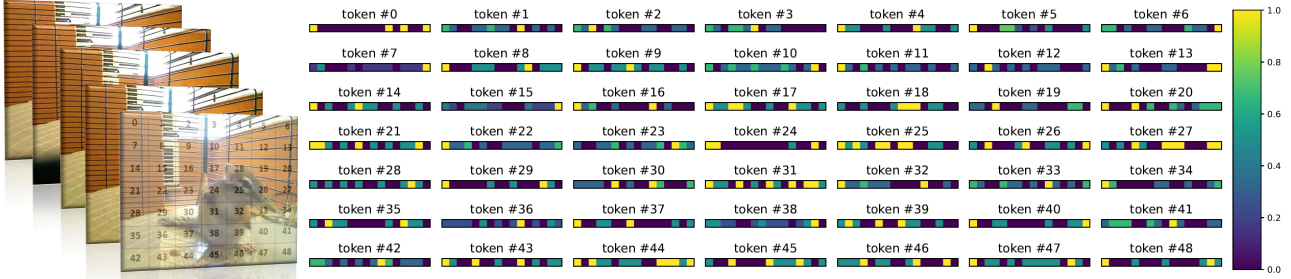 token #0 token #1 token #2 token #3 token #4 token #5 token #6 1.0
token #7 token #8 token #9 token #10 token #11 token #12 token #13
0.8
token #14 token #15 token #16 token #17 token #18 token #19 token #20
0.6
token #21 token #22 token #23 token #24 token #25 token #26 token #27
0.4
token #28 token #29 token #30 token #31 token #32 token #33 token #34
0.2
token #35 token #36 token #37 token #38 token #39 token #40 token #41
token #42 token #43 token #44 token #45 token #46 token #47 token #48
0.0
0 1 2 3 4 5 6
7 8 9 10 11 12 13
14 15 16 17 18 19 20
21 22 23 24 25 26 27
28 29 30 31 32 33 34
35 36 37 38 39 40 41
42 43 44 45 46 47 48